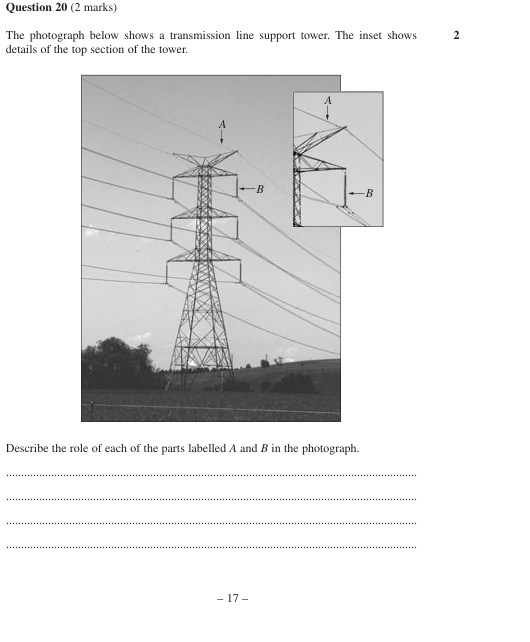 Question 20 (2 marks)
The photograph below shows a transmission line support tower. The inset shows 2
details of the top section of the tower.
A
A
B
B
Describe the role of each of the parts labelled A and B in the photograph.
– 17 –